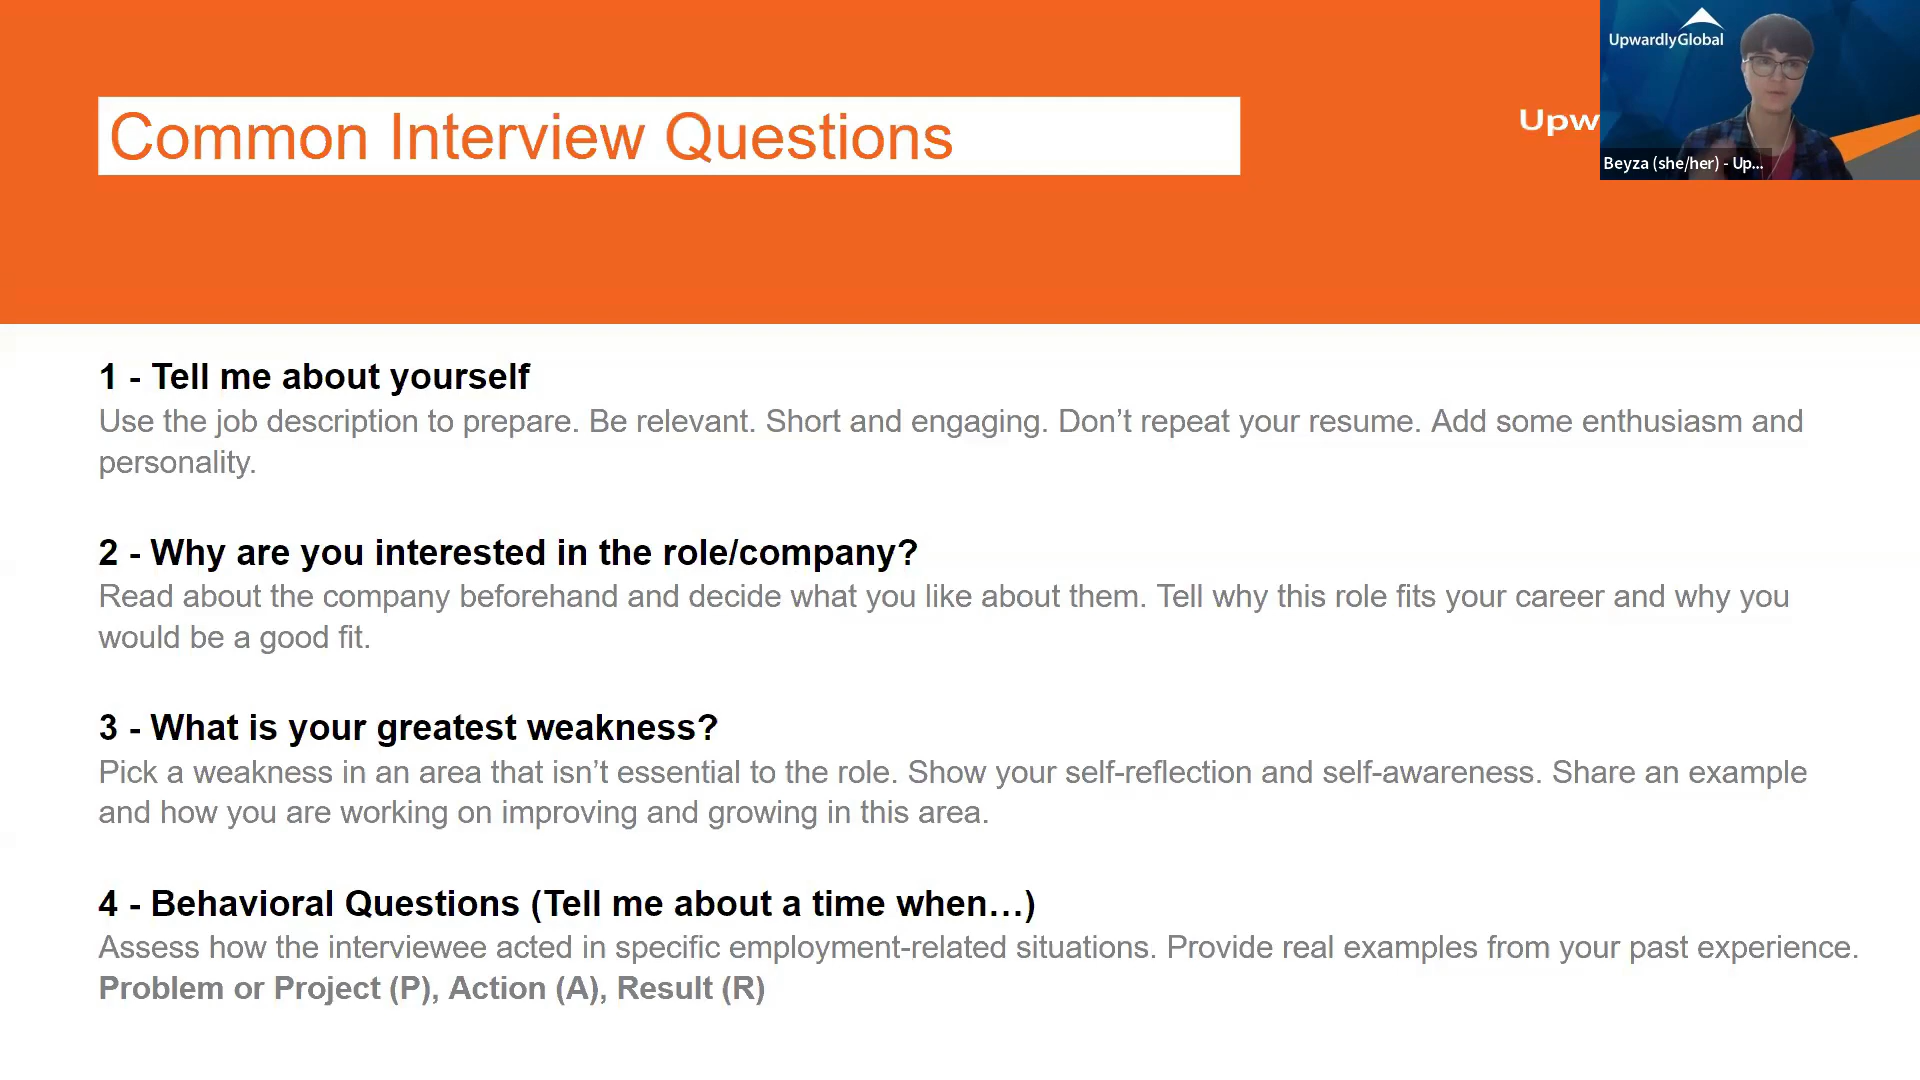 Common Interview Questions
Upw
UpwardlyGlobal
Beyza (she/her) - Up...
1 - Tell me about yourself
Use the job description to prepare. Be relevant. Short and engaging. Don’t repeat your resume. Add some enthusiasm and
personality.
2 - Why are you interested in the role/company?
Read about the company beforehand and decide what you like about them. Tell why this role fits your career and why you
would be a good fit.
3 - What is your greatest weakness?
Pick a weakness in an area that isn’t essential to the role. Show your self-reflection and self-awareness. Share an example
and how you are working on improving and growing in this area.
4 - Behavioral Questions (Tell me about a time when…)
Assess how the interviewee acted in specific employment-related situations. Provide real examples from your past experience.
Problem or Project (P), Action (A), Result (R)